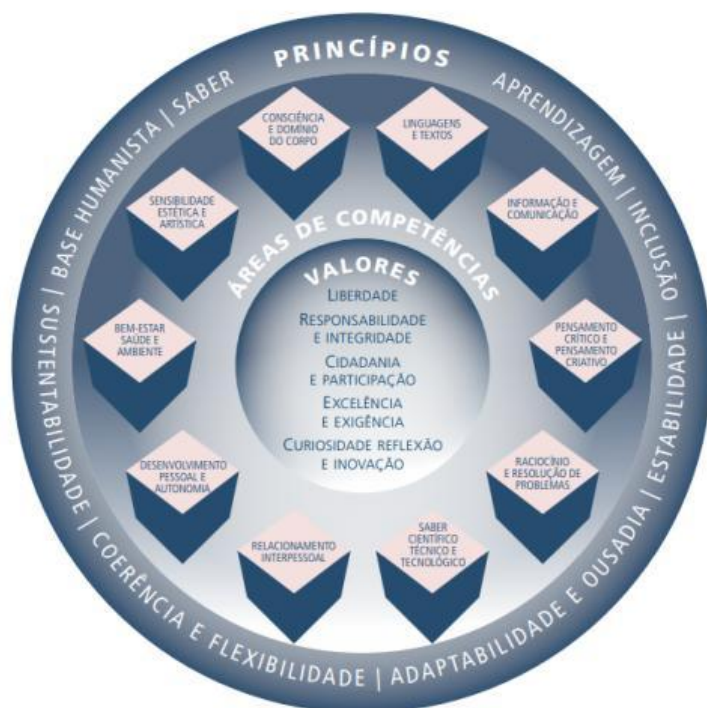 PRINCÍPIOS
APRENDIZAGEM | INCLUSÃO | ESTABILIDADE | ADAPTABILIDADE E OUSADIA | COERÊNCIA E FLEXIBILIDADE | SUSTENTABILIDADE | BASE HUMANISTA | SABER
CONSCIÊNCIA
E DOMÍNIO
DO CORPO
LINGUAGENS
E TEXTOS
SENSIBILIDADE
ESTÉTICA E
ARTÍSTICA
INFORMAÇÃO E
COMUNICAÇÃO
ÁREAS DE COMPETÊNCIAS
VALORES
LIBERDADE
RESPONSABILIDADE
E INTEGRIDADE
CIDADANIA
E PARTICIPAÇÃO
EXCELÊNCIA
E EXIGÊNCIA
CURIOSIDADE REFLEXÃO
E INOVAÇÃO
BEM-ESTAR
SAÚDE E
AMBIENTE
PENSAMENTO
CRÍTICO E
PENSAMENTO
CRIATIVO
DESENVOLVIMENTO
PESSOAL E
AUTONOMIA
RACIOCÍNIO
E RESOLUÇÃO DE
PROBLEMAS
RELACIONAMENTO
INTERPESSOAL
SABER
CIENTÍFICO
TÉCNICO E
TECNOLÓGICO